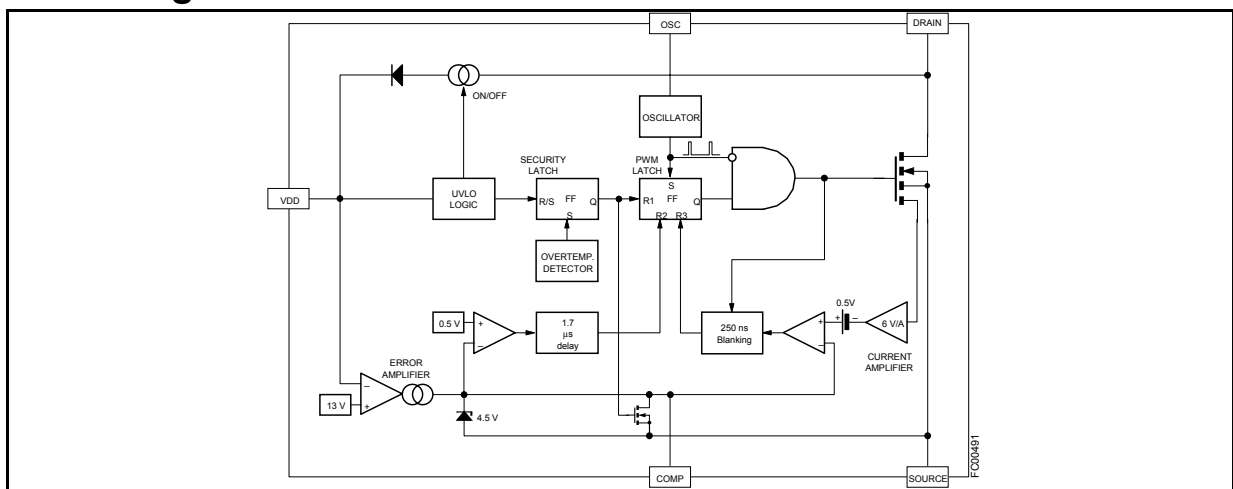 g
OSC
DRAIN
ON/OFF
OSCILLATOR
SECURITY
LATCH
PWM
LATCH
VDD
UVLO
LOGIC
R/S
FF
Q
S
R1
S
FF
Q
R2
R3
OVERTEMP.
DETECTOR
0.5 V
+
–
1.7
μs
delay
250 ns
Blanking
+
–
0.5V
+
–
6 V/A
CURRENT
AMPLIFIER
ERROR
AMPLIFIER
–
+
13 V
4.5 V
COMP
SOURCE
FC00491